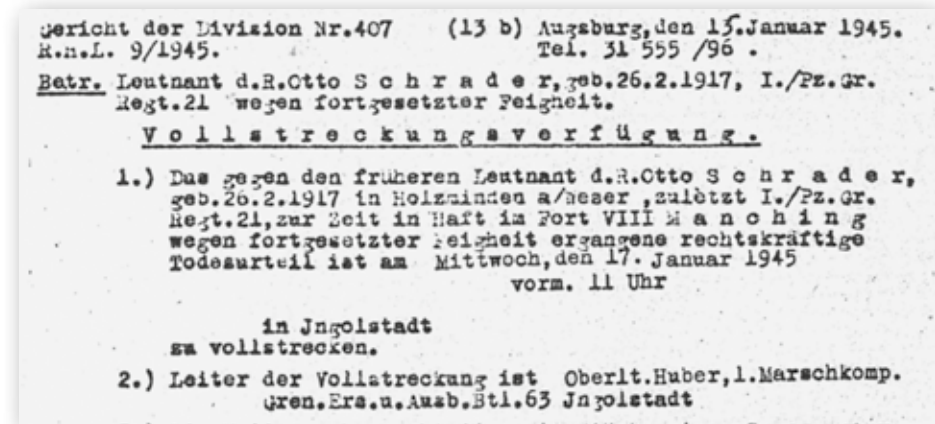 Gericht der Division Nr.407 (13 b) Augsburg,den 15.Januar 1945.
R.H.L. 9/1945. Tel. 31 555 /96 .
Betr. Leutnant d.R.Otto S c h r a d e r,geb.26.2.1917, I./Pz.Gr.
Regt.21 wegen fortgesetzter Feigheit.
V o l l s t r e c k u n g s v e r f ü g u n g .
1.) Das gegen den früheren Leutnant d.R.Otto S c h r a d e r,
geb.26.2.1917 in Holzminden a/Weser ,zuletzt I./Pz.Gr.
Regt.21,zur Zeit in Haft im Fort VIII M a n c h i n g
wegen fortgesetzter Feigheit ergangene rechtskräftige
Todesurteil ist am Mittwoch,den 17. Januar 1945
vorm. 11 Uhr
in Jngolstadt
zu vollstrecken.
2.) Leiter der Vollstreckung ist Oberlt.Huber,1.Marschkomp.
Gren.Ers.u.Ausb.Btl.63 Jngolstadt